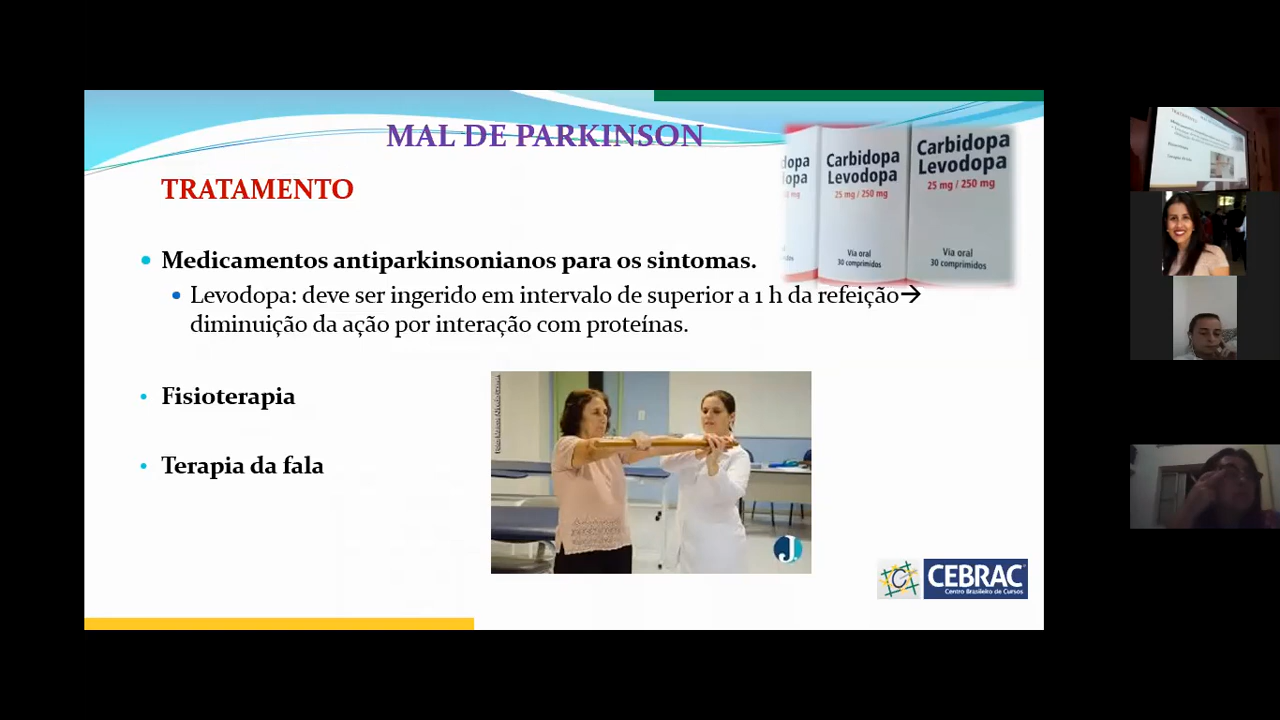 MAL DE PARKINSON
TRATAMENTO
Carbidopa
Levodopa
25 mg / 250 mg
Via oral
30 comprimidos
Carbidopa
Levodopa
25 mg / 250 mg
Via oral
30 comprimidos
• Medicamentos antiparkinsonianos para os sintomas.
• Levodopa: deve ser ingerido em intervalo de superior a 1 h da refeição→
diminuição da ação por interação com proteínas.
• Fisioterapia
• Terapia da fala
J.
CEBRAC
Centro Brasileiro de Cursos